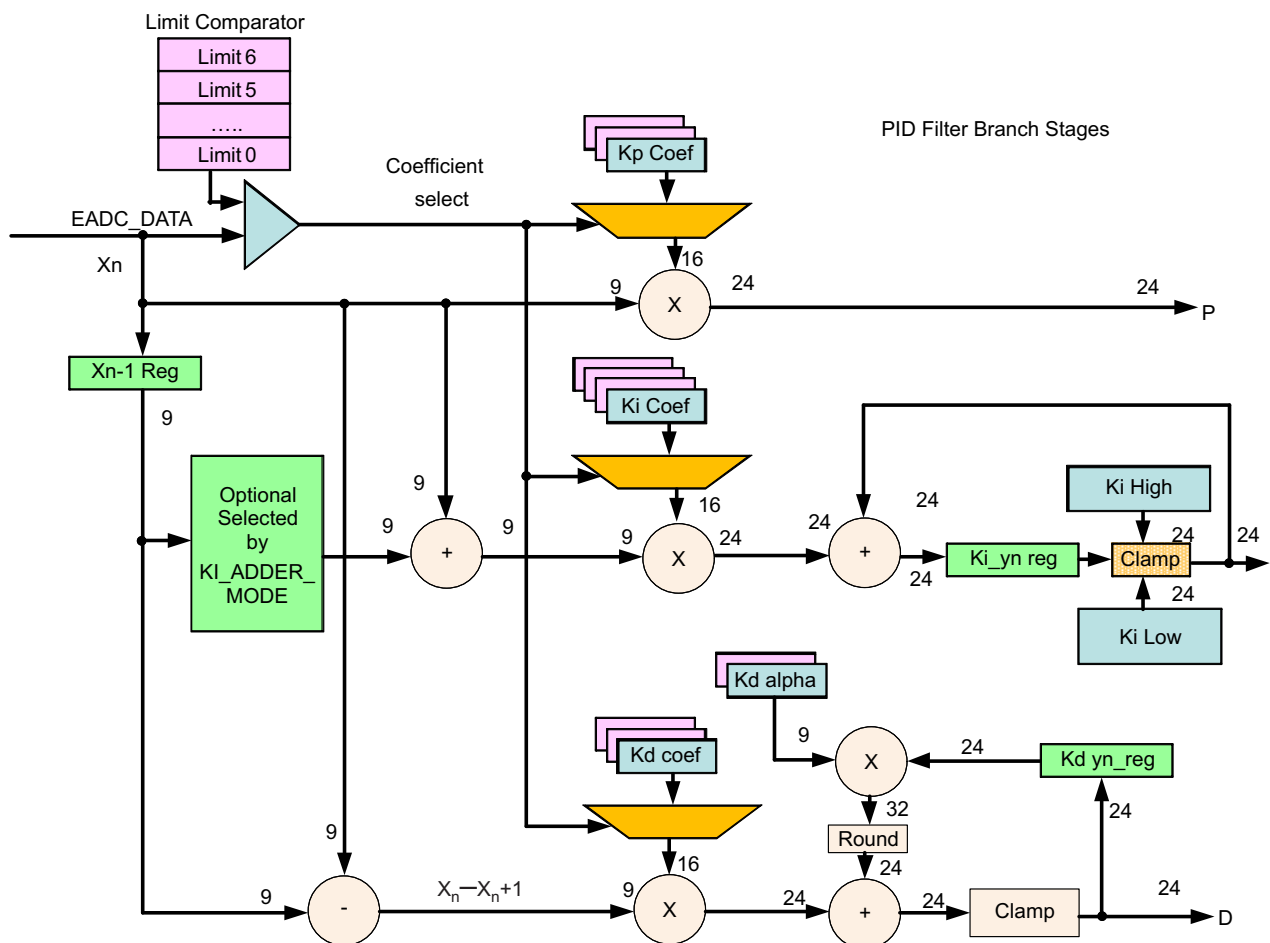 Limit Comparator
Limit 6
Limit 5
.....
Limit 0
PID Filter Branch Stages
Kp Coef
Coefficient
select
EADC_DATA
Xn
16
9
24
24
X
P
Xn-1 Reg
9
Ki Coef
Optional
Selected
by
KI_ADDER_
MODE
9
9
+
9
16
9
X
24
24
+
24
24
Ki_yn reg
Ki High
24
Clamp
24
24
Ki Low
Kd alpha
9
X
24
Kd yn_reg
Kd coef
32
24
Round
9
16
24
9
-
Xn—Xn+1
9
X
24
+
24
Clamp
24
D